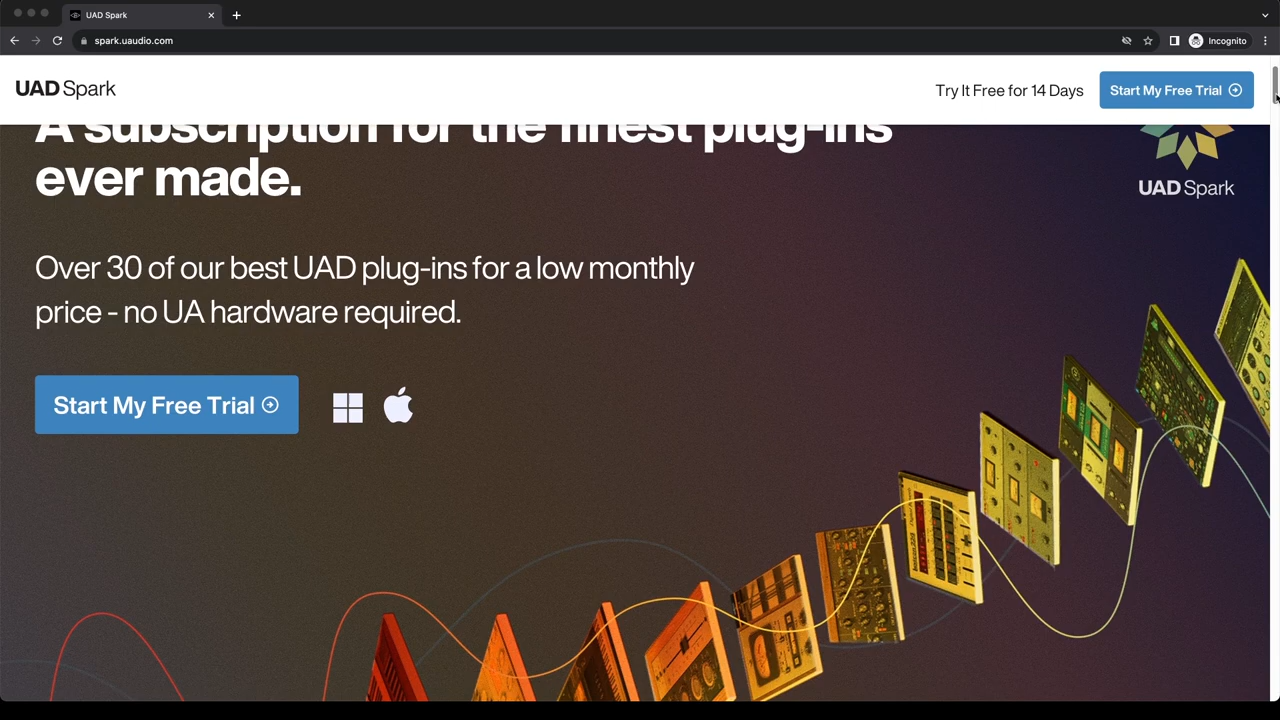 UAD Spark
spark.uaudio.com
Incognito
UAD Spark
Try It Free for 14 Days
Start My Free Trial
A subscription for the finest plug-ins
ever made.
UAD Spark
Over 30 of our best UAD plug-ins for a low monthly
price - no UA hardware required.
Start My Free Trial